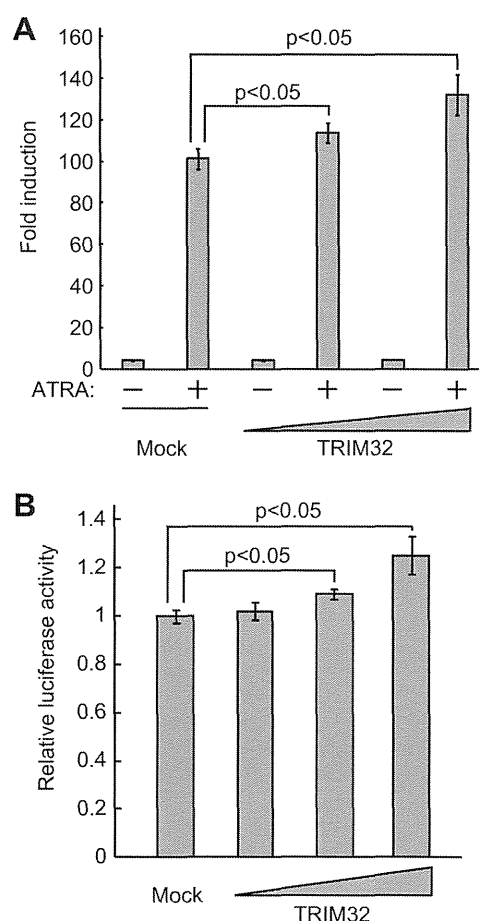 A
160
p<0.05
140
p<0.05
120
100
80
60
40
20
0
Fold induction
ATRA: − + − + − +
Mock TRIM32
B
p<0.05
1.4
p<0.05
1.2
1
0.8
0.6
0.4
0.2
0
Relative luciferase activity
Mock TRIM32